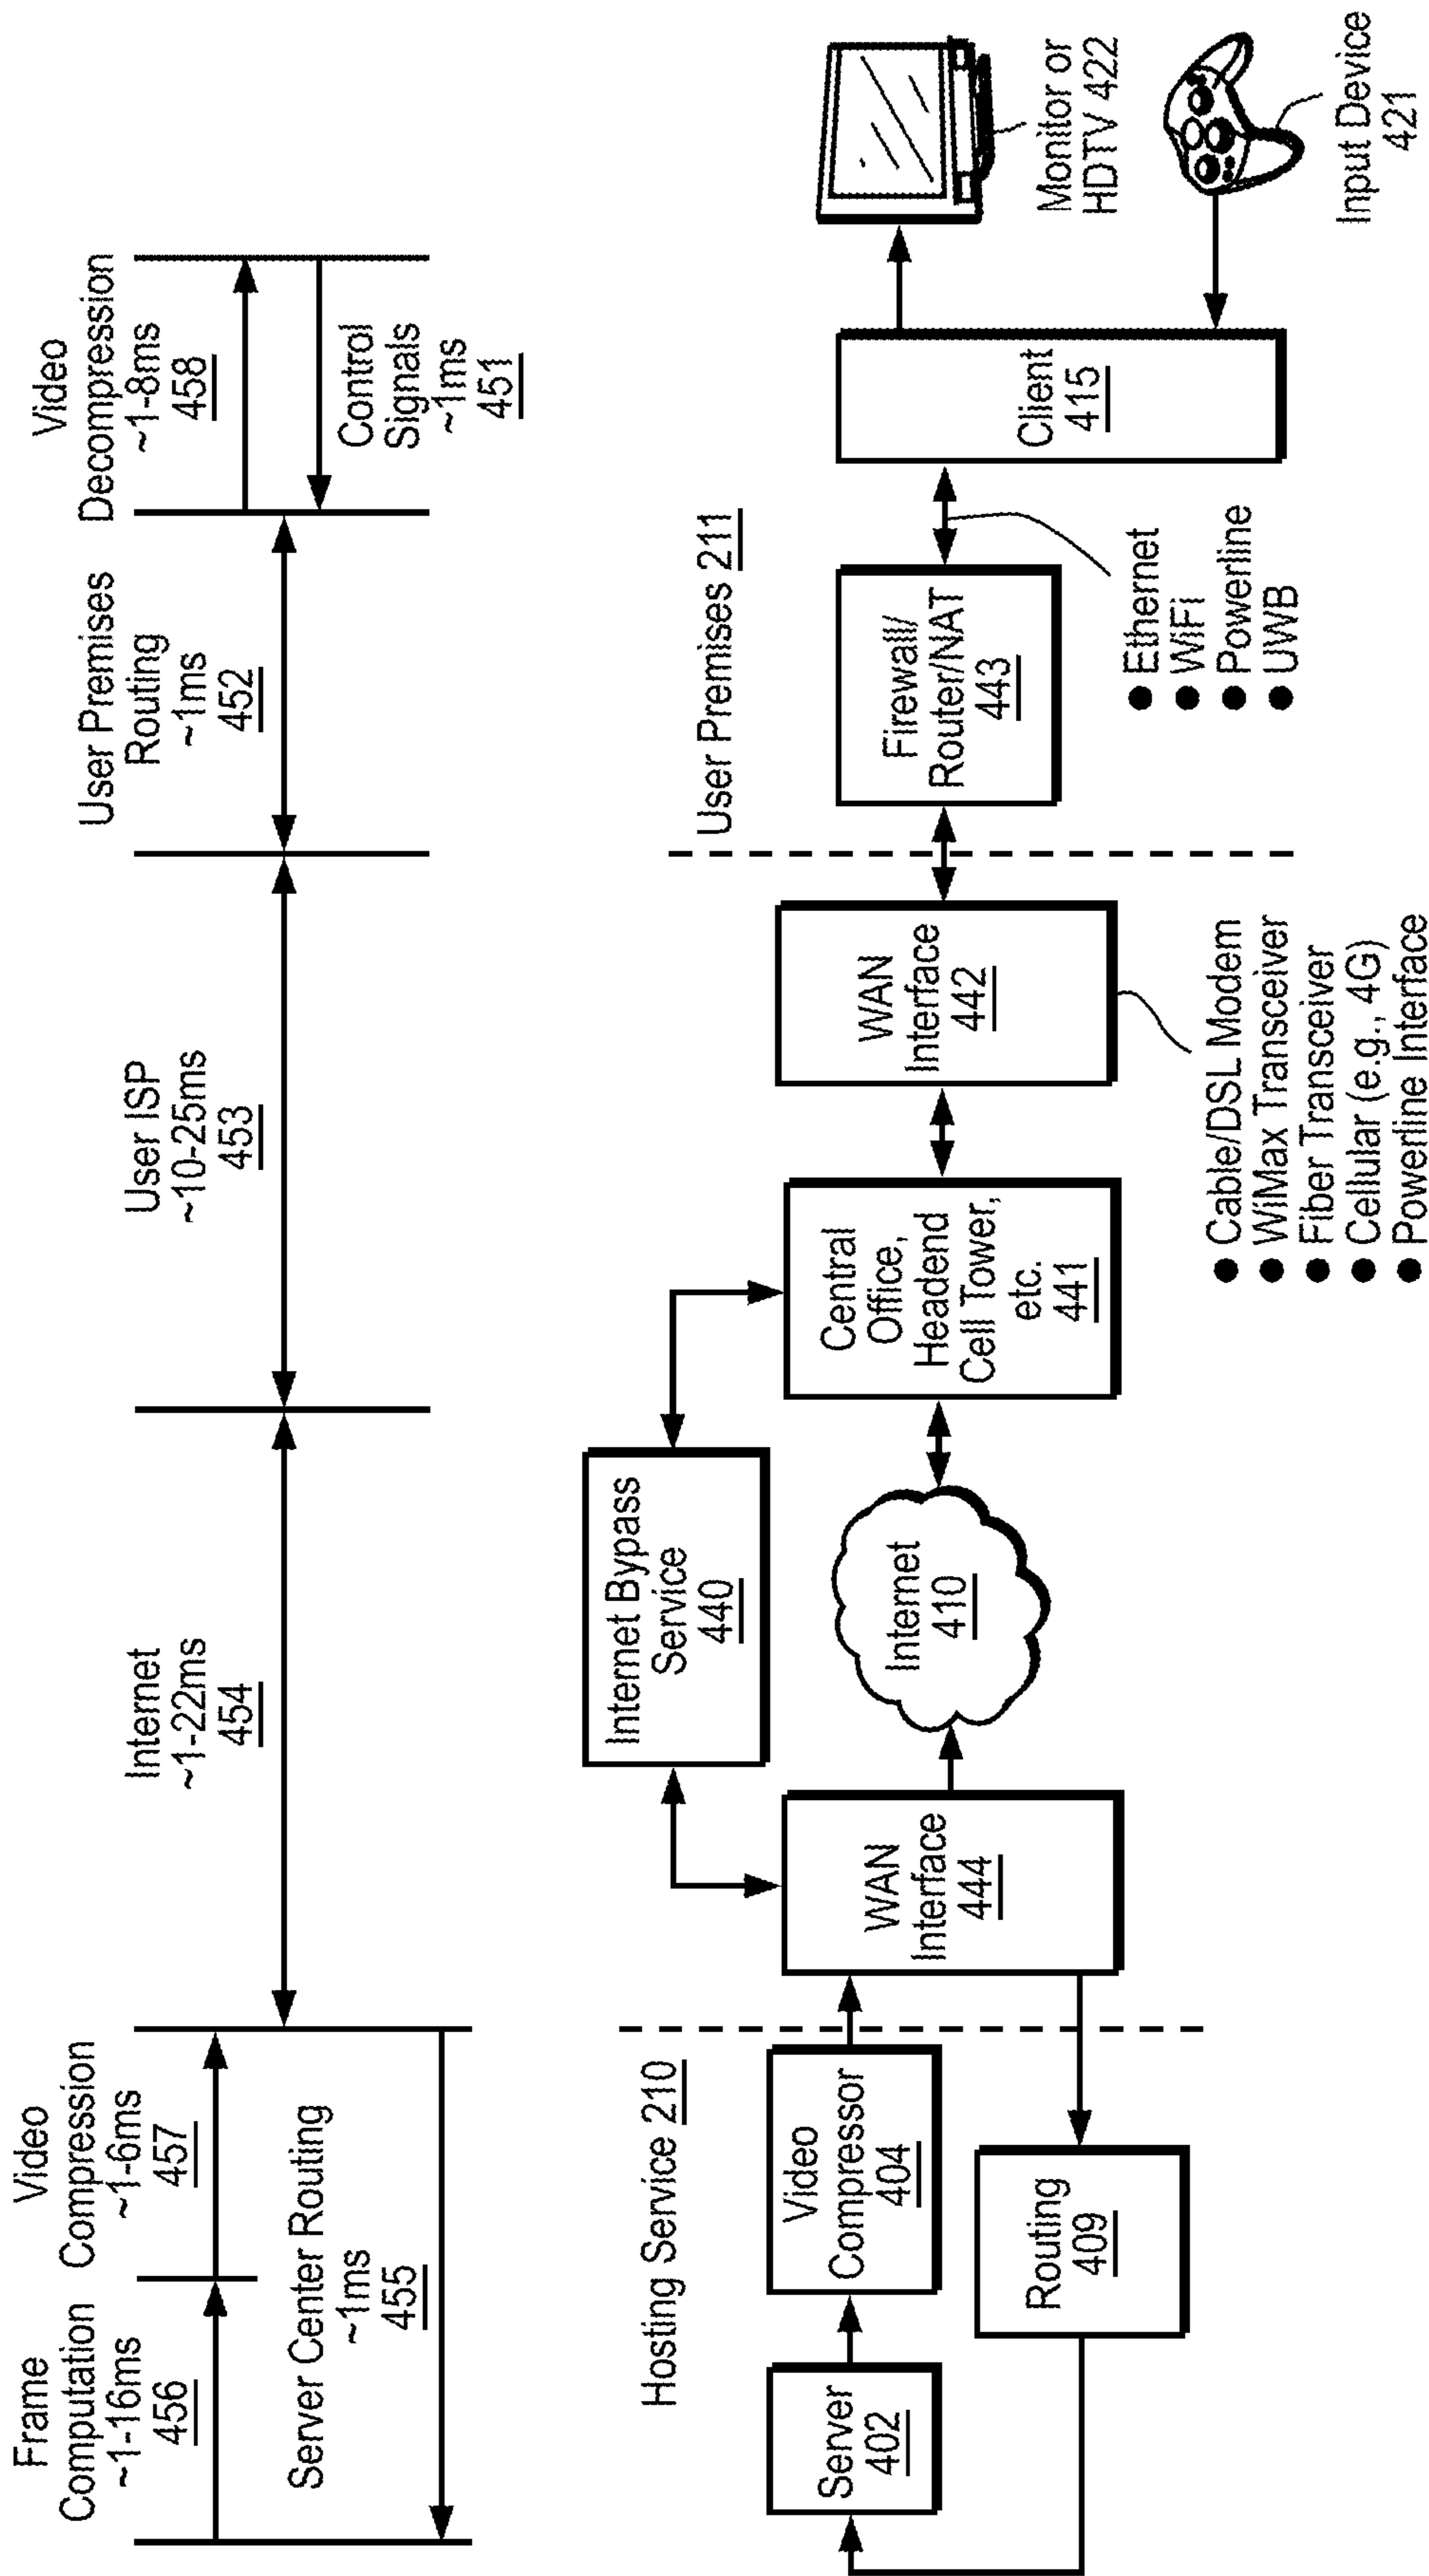 Frame
Computation
~1-16ms
456
Video
Compression
~1-6ms
457
Server Center Routing
~1ms
455
Internet
~1-22ms
454
User ISP
~10-25ms
453
User Premises
Routing
~1ms
452
Video
Decompression
~1-8ms
458
Control
Signals
~1ms
451
Hosting Service 210
Server
402
Video
Compressor
404
Routing
409
WAN
Interface
444
Internet Bypass
Service
440
Internet
410
Central
Office,
Headend
Cell Tower,
etc.
441
WAN
Interface
442
● Cable/DSL Modem
● WiMax Transceiver
● Fiber Transceiver
● Cellular (e.g., 4G)
● Powerline Interface
User Premises 211
Firewall/
Router/NAT
443
● Ethernet
● WiFi
● Powerline
● UWB
Client
415
Monitor or
HDTV 422
Input Device
421